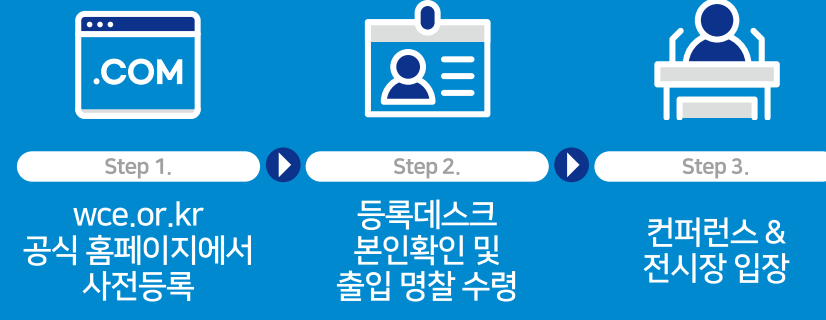 .COM
Step 1.
wce.or.kr
공식 홈페이지에서
사전등록
Step 2.
등록데스크
본인확인 및
출입 명찰 수령
Step 3.
컨퍼런스 &
전시장 입장